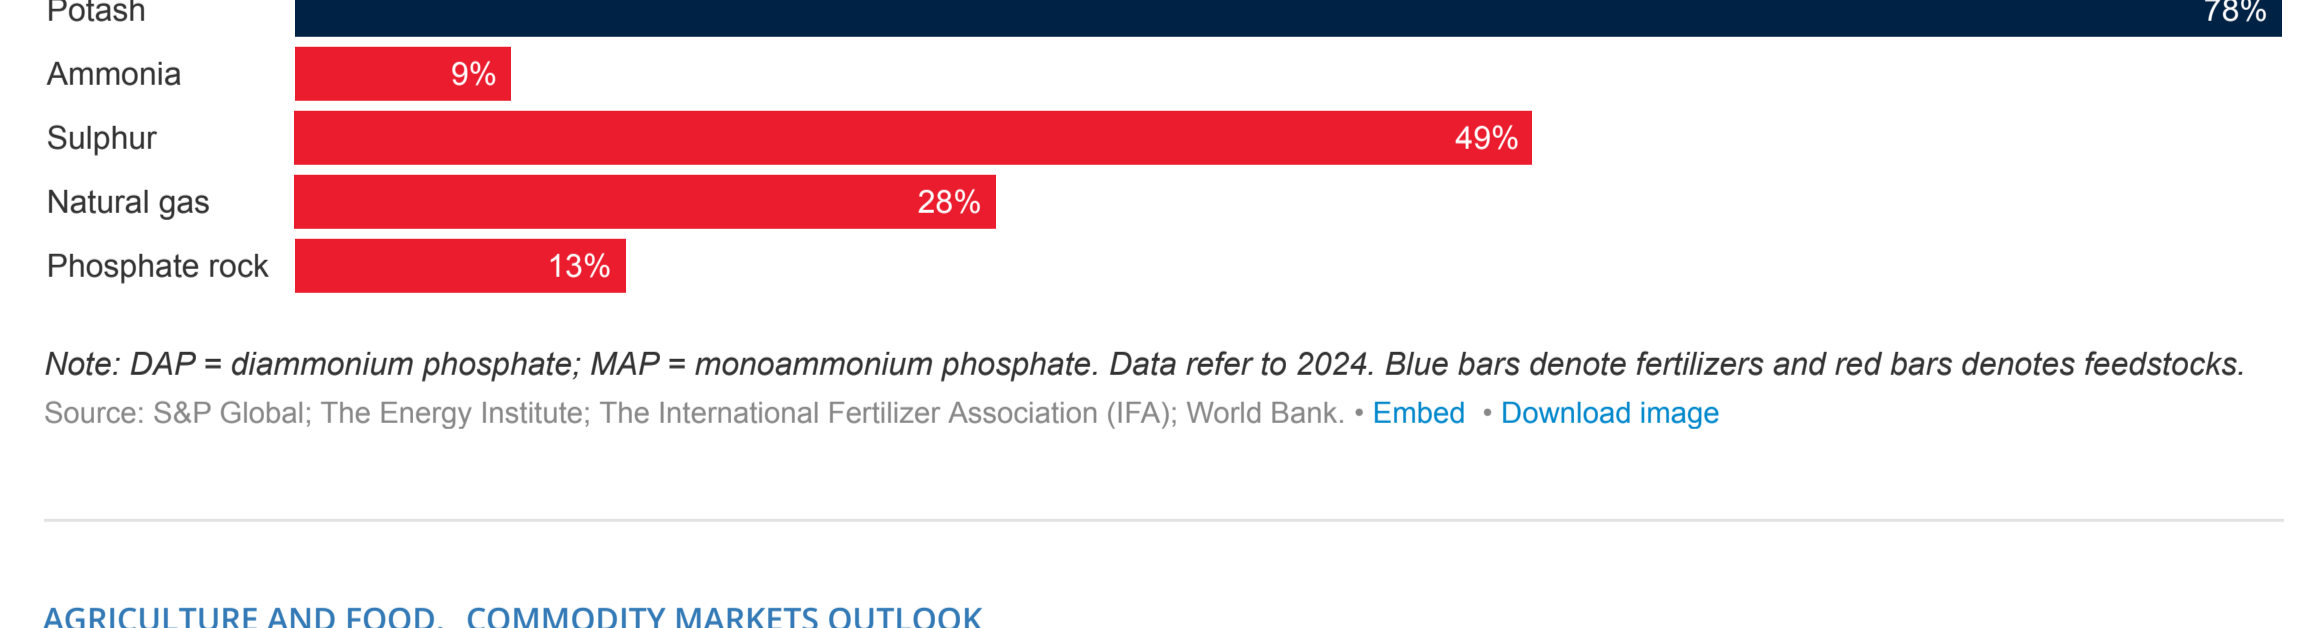 Potash 78%
Ammonia 9%
Sulphur 49%
Natural gas 28%
Phosphate rock 13%
Note: DAP = diammonium phosphate; MAP = monoammonium phosphate. Data refer to 2024. Blue bars denote fertilizers and red bars denotes feedstocks.
Source: S&P Global; The Energy Institute; The International Fertilizer Association (IFA); World Bank. • Embed • Download image
AGRICULTURE AND FOOD, COMMODITY MARKETS OUTLOOK